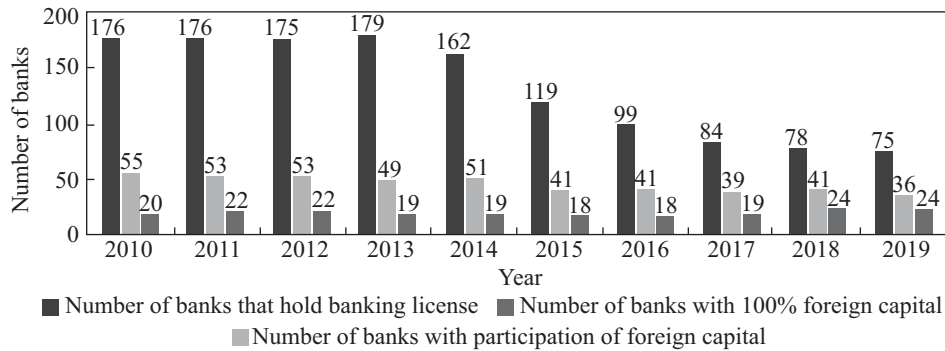 200
150
100
50
0
Number of banks
176 176 175 179 162 119 99 84 78 75
55 53 53 49 51 41 41 39 41 36
20 22 22 19 19 18 18 19 24 24
2010 2011 2012 2013 2014 2015 2016 2017 2018 2019
Year
Number of banks that hold banking license Number of banks with 100% foreign capital
Number of banks with participation of foreign capital